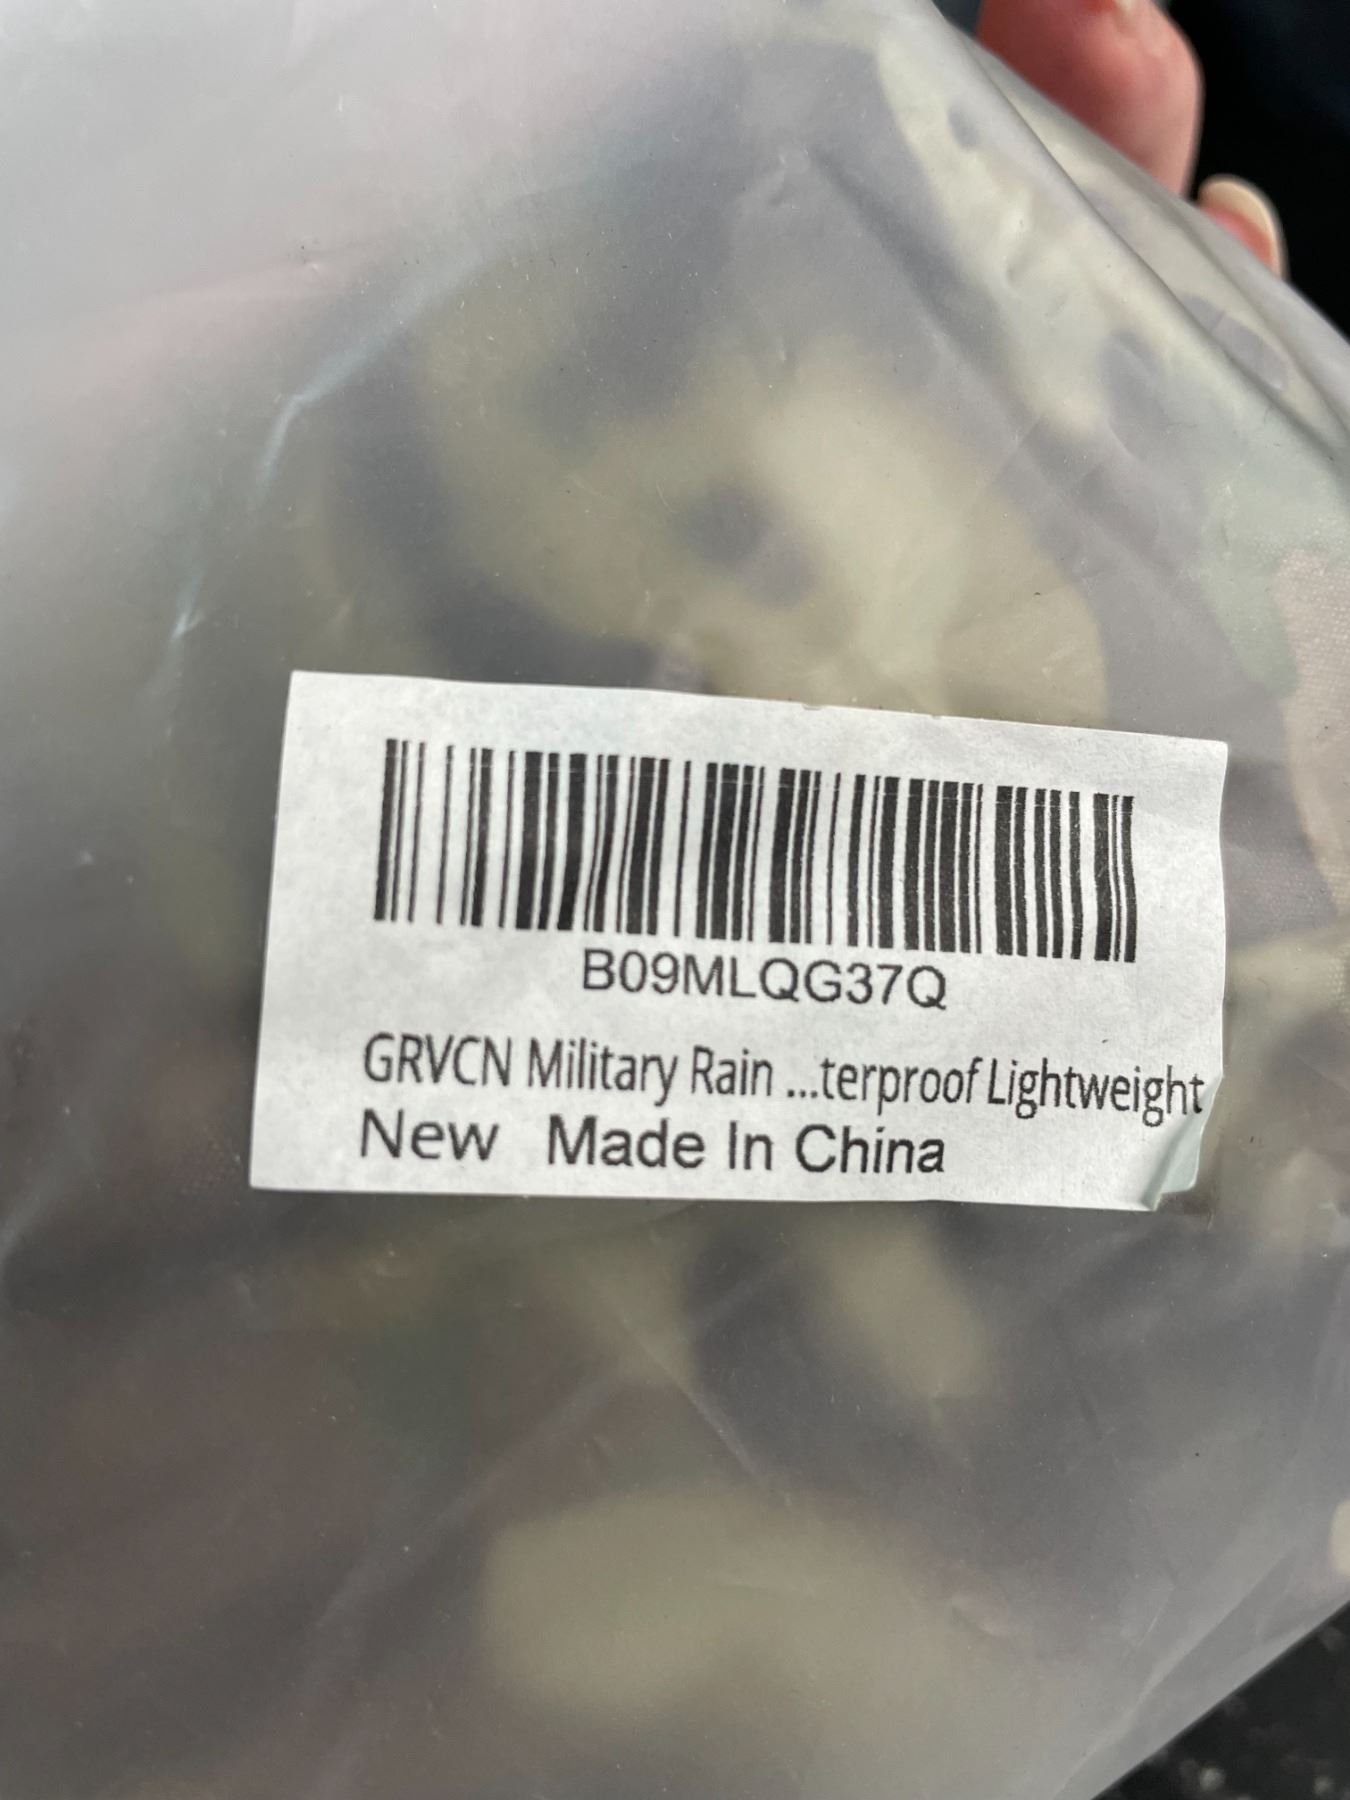 B09MLQG37Q
GRVCN Military Rain ...terproof Lightweight
New Made In China